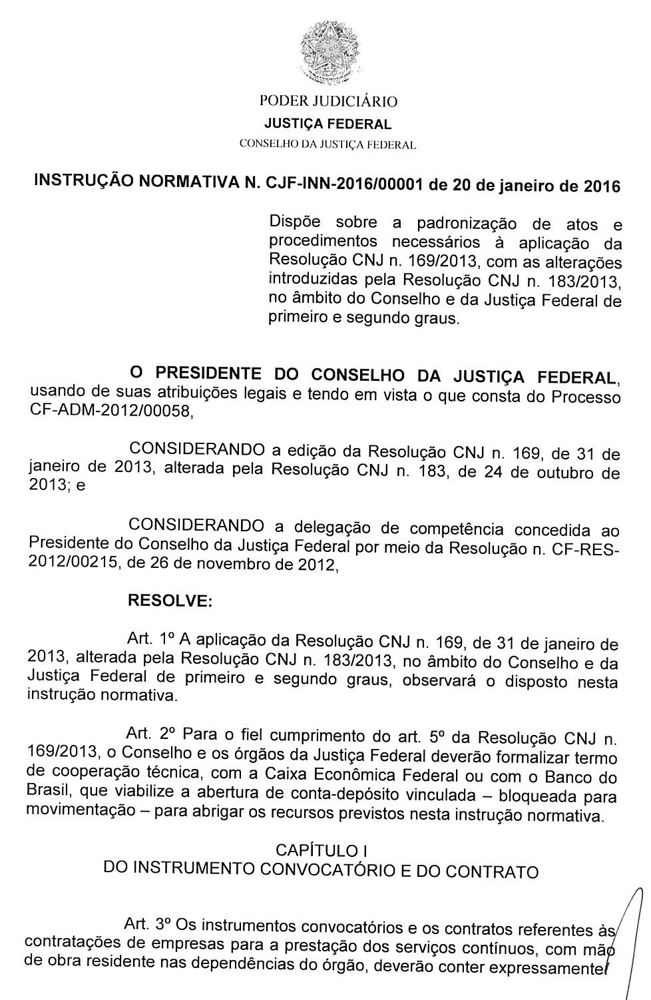 PODER JUDICIÁRIO
JUSTIÇA FEDERAL
CONSELHO DA JUSTIÇA FEDERAL
INSTRUÇÃO NORMATIVA N. CJF-INN-2016/00001 de 20 de janeiro de 2016
Dispõe sobre a padronização de atos e
procedimentos necessários à aplicação da
Resolução CNJ n. 169/2013, com as alterações
introduzidas pela Resolução CNJ n. 183/2013,
no âmbito do Conselho e da Justiça Federal de
primeiro e segundo graus.
O PRESIDENTE DO CONSELHO DA JUSTIÇA FEDERAL,
usando de suas atribuições legais e tendo em vista o que consta do Processo
CF-ADM-2012/00058,
CONSIDERANDO a edição da Resolução CNJ n. 169, de 31 de
janeiro de 2013, alterada pela Resolução CNJ n. 183, de 24 de outubro de
2013; e
CONSIDERANDO a delegação de competência concedida ao
Presidente do Conselho da Justiça Federal por meio da Resolução n. CF-RES-
2012/00215, de 26 de novembro de 2012,
RESOLVE:
Art. 1º A aplicação da Resolução CNJ n. 169, de 31 de janeiro de
2013, alterada pela Resolução CNJ n. 183/2013, no âmbito do Conselho e da
Justiça Federal de primeiro e segundo graus, observará o disposto nesta
instrução normativa.
Art. 2º Para o fiel cumprimento do art. 5º da Resolução CNJ n.
169/2013, o Conselho e os órgãos da Justiça Federal deverão formalizar termo
de cooperação técnica, com a Caixa Econômica Federal ou com o Banco do
Brasil, que viabilize a abertura de conta-depósito vinculada – bloqueada para
movimentação – para abrigar os recursos previstos nesta instrução normativa.
CAPÍTULO I
DO INSTRUMENTO CONVOCATÓRIO E DO CONTRATO
Art. 3º Os instrumentos convocatórios e os contratos referentes às
contratações de empresas para a prestação dos serviços contínuos, com mão
de obra residente nas dependências do órgão, deverão conter expressamente